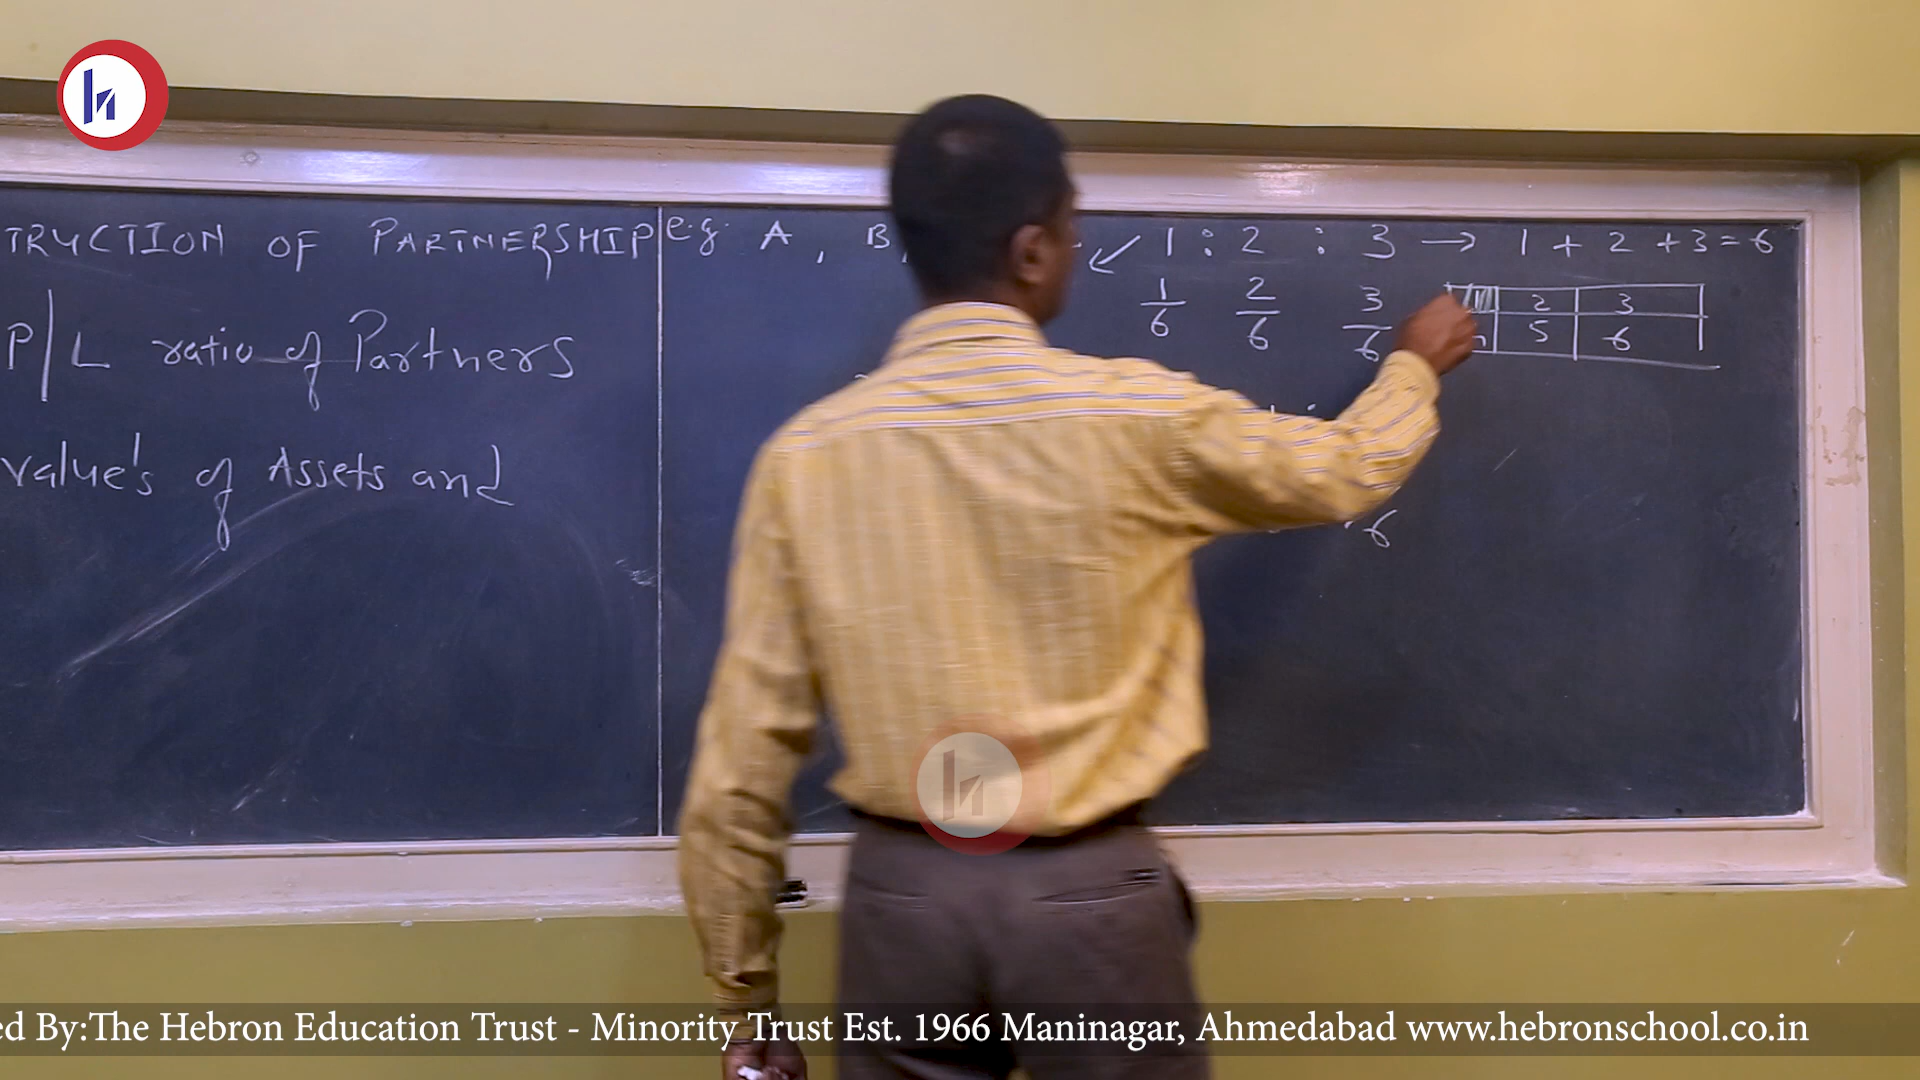 TRUCTION OF PARTNERSHIP
P/L ratio of Partners
value's of Assets and
e.g. A, B, 1 : 2 : 3 → 1 + 2 + 3 = 6
1/6 2/6 3/6
2 3
5 6
6
ed By:The Hebron Education Trust - Minority Trust Est. 1966 Maninagar, Ahmedabad www.hebronschool.co.in